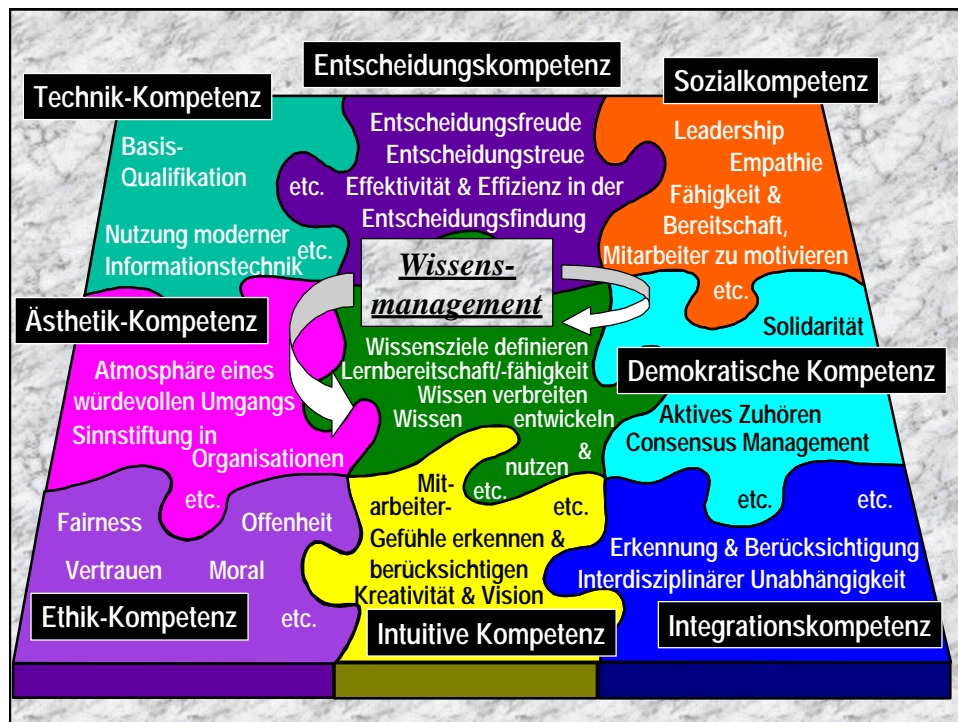 Entscheidungskompetenz
Technik-Kompetenz
Sozialkompetenz
Basis-
Qualifikation
etc.
Nutzung moderner
Informationstechnik
etc.
Entscheidungsfreude
Entscheidungstreue
Effektivität & Effizienz in der
Entscheidungsfindung
Leadership
Empathie
Fähigkeit &
Bereitschaft,
Mitarbeiter zu motivieren
etc.
Wissens-
management
Ästhetik-Kompetenz
Atmosphäre eines
würdevollen Umgangs
Sinnstiftung in
Organisationen
etc.
Wissensziele definieren
Lernbereitschaft/-fähigkeit
Wissen verbreiten
Wissen entwickeln
&
nutzen
etc.
Solidarität
Demokratische Kompetenz
Aktives Zuhören
Consensus Management
etc.
Fairness Offenheit
Vertrauen Moral
Ethik-Kompetenz
etc.
Mit-
arbeiter-
etc.
Gefühle erkennen &
berücksichtigen
Kreativität & Vision
Intuitive Kompetenz
etc.
Erkennung & Berücksichtigung
Interdisziplinärer Unabhängigkeit
Integrationskompetenz